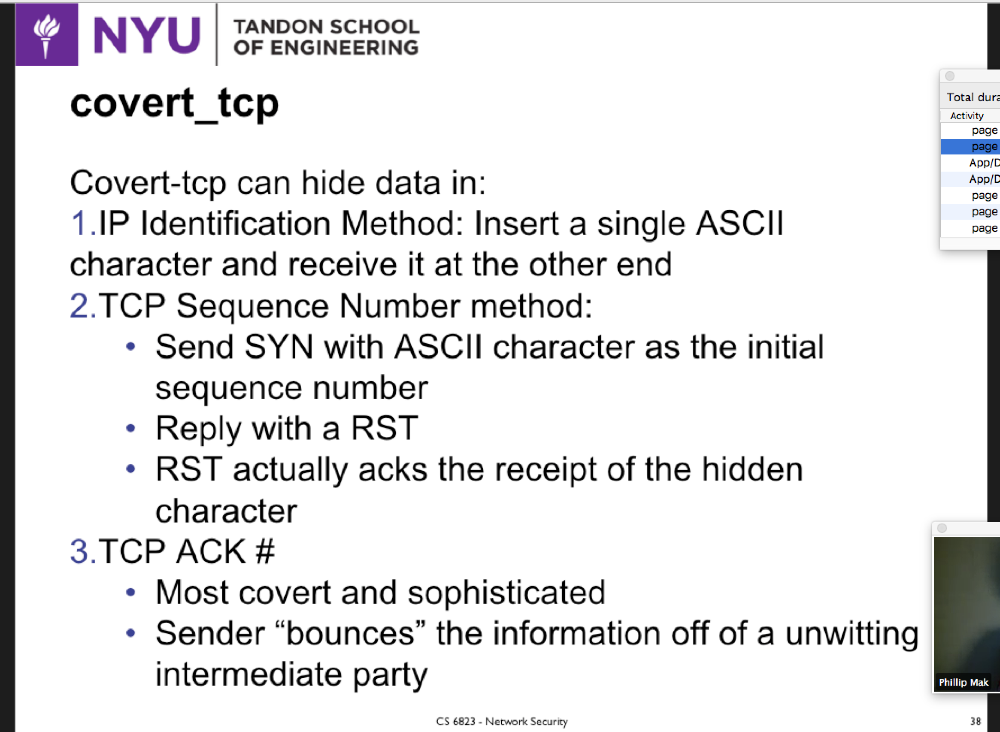 NYU
TANDON SCHOOL
OF ENGINEERING
covert_tcp
Covert-tcp can hide data in:
1.IP Identification Method: Insert a single ASCII
character and receive it at the other end
2.TCP Sequence Number method:
• Send SYN with ASCII character as the initial
sequence number
• Reply with a RST
• RST actually acks the receipt of the hidden
character
3.TCP ACK #
• Most covert and sophisticated
• Sender “bounces” the information off of a unwitting
intermediate party
CS 6823 - Network Security
38
Total
Activity
page
page
page
page
page
Phillip Mak